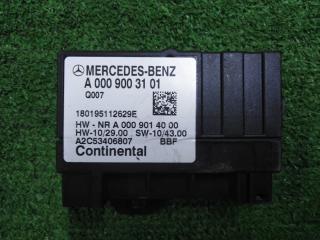 MERCEDES-BENZ
A 000 900 31 01
Q007
180195112629E
HW - NR A 000 901 40 00
HW-10/29.00 SW-10/43.00
A2C53406807 BBF
Continental